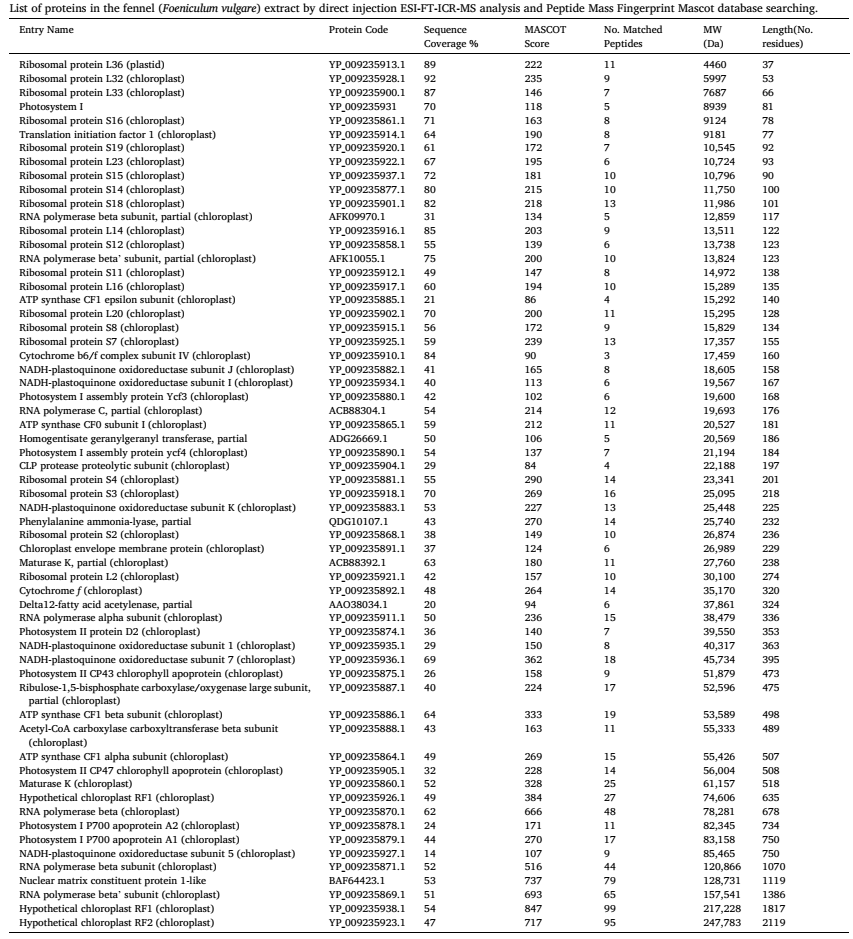 List of proteins in the fennel (Foeniculum vulgare) extract by direct injection ESI-FT-ICR-MS analysis and Peptide Mass Fingerprint Mascot database searching.
Entry Name Protein Code Sequence Coverage % MASCOT Score No. Matched Peptides MW (Da) Length(No. residues)
Ribosomal protein L36 (plastid) YP_009235913.1 89 222 11 4460 37
Ribosomal protein L32 (chloroplast) YP_009235928.1 92 235 9 5997 53
Ribosomal protein L33 (chloroplast) YP_009235900.1 87 146 7 7687 66
Photosystem I YP_009235931 70 118 5 8939 81
Ribosomal protein S16 (chloroplast) YP_009235861.1 71 163 8 9124 78
Translation initiation factor 1 (chloroplast) YP_009235914.1 64 190 8 9181 77
Ribosomal protein S19 (chloroplast) YP_009235920.1 61 172 7 10,545 92
Ribosomal protein L23 (chloroplast) YP_009235922.1 67 195 6 10,724 93
Ribosomal protein S15 (chloroplast) YP_009235937.1 72 181 10 10,796 90
Ribosomal protein S14 (chloroplast) YP_009235877.1 80 215 10 11,750 100
Ribosomal protein S18 (chloroplast) YP_009235901.1 82 218 13 11,986 101
RNA polymerase beta subunit, partial (chloroplast) AFK09970.1 31 134 5 12,859 117
Ribosomal protein L14 (chloroplast) YP_009235916.1 85 203 9 13,511 122
Ribosomal protein S12 (chloroplast) YP_009235858.1 55 139 6 13,738 123
RNA polymerase beta' subunit, partial (chloroplast) AFK10055.1 75 200 10 13,824 123
Ribosomal protein S11 (chloroplast) YP_009235912.1 49 147 8 14,972 138
Ribosomal protein L16 (chloroplast) YP_009235917.1 60 194 10 15,289 135
ATP synthase CF1 epsilon subunit (chloroplast) YP_009235885.1 21 86 4 15,292 140
Ribosomal protein L20 (chloroplast) YP_009235902.1 70 200 11 15,295 128
Ribosomal protein S8 (chloroplast) YP_009235915.1 56 172 9 15,829 134
Ribosomal protein S7 (chloroplast) YP_009235925.1 59 239 13 17,357 155
Cytochrome b6/f complex subunit IV (chloroplast) YP_009235910.1 84 90 3 17,459 160
NADH-plastoquinone oxidoreductase subunit J (chloroplast) YP_009235882.1 41 165 8 18,605 158
NADH-plastoquinone oxidoreductase subunit I (chloroplast) YP_009235934.1 40 113 6 19,567 167
Photosystem I assembly protein Ycf3 (chloroplast) YP_009235880.1 42 102 6 19,600 168
RNA polymerase C, partial (chloroplast) ACB88304.1 54 214 12 19,693 176
ATP synthase CF0 subunit I (chloroplast) YP_009235865.1 59 212 11 20,527 181
Homogentisate geranylgeranyl transferase, partial ADG26669.1 50 106 5 20,569 186
Photosystem I assembly protein ycf4 (chloroplast) YP_009235890.1 54 137 7 21,194 184
CLP protease proteolytic subunit (chloroplast) YP_009235904.1 29 84 4 22,188 197
Ribosomal protein S4 (chloroplast) YP_009235881.1 55 290 14 23,341 201
Ribosomal protein S3 (chloroplast) YP_009235918.1 70 269 16 25,095 218
NADH-plastoquinone oxidoreductase subunit K (chloroplast) YP_009235883.1 53 227 13 25,448 225
Phenylalanine ammonia-lyase, partial QDG10107.1 43 270 14 25,740 232
Ribosomal protein S2 (chloroplast) YP_009235868.1 38 149 10 26,874 236
Chloroplast envelope membrane protein (chloroplast) YP_009235891.1 37 124 6 26,989 229
Maturase K, partial (chloroplast) ACB88392.1 63 180 11 27,760 238
Ribosomal protein L2 (chloroplast) YP_009235921.1 42 157 10 30,100 274
Cytochrome f (chloroplast) YP_009235892.1 48 264 14 35,170 320
Delta12-fatty acid acetylenase, partial AAO38034.1 20 94 6 37,861 324
RNA polymerase alpha subunit (chloroplast) YP_009235911.1 50 236 15 38,479 336
Photosystem II protein D2 (chloroplast) YP_009235874.1 36 140 7 39,550 353
NADH-plastoquinone oxidoreductase subunit 1 (chloroplast) YP_009235935.1 29 150 8 40,317 363
NADH-plastoquinone oxidoreductase subunit 7 (chloroplast) YP_009235936.1 69 362 18 45,734 395
Photosystem II CP43 chlorophyll apoprotein (chloroplast) YP_009235875.1 26 158 9 51,879 473
Ribulose-1,5-bisphosphate carboxylase/oxygenase large subunit, YP_009235887.1 40 224 17 52,596 475
partial (chloroplast)
ATP synthase CF1 beta subunit (chloroplast) YP_009235886.1 64 333 19 53,589 498
Acetyl-CoA carboxylase carboxyltransferase beta subunit YP_009235888.1 43 163 11 55,333 489
(chloroplast)
ATP synthase CF1 alpha subunit (chloroplast) YP_009235864.1 49 269 15 55,426 507
Photosystem II CP47 chlorophyll apoprotein (chloroplast) YP_009235905.1 32 228 14 56,004 508
Maturase K (chloroplast) YP_009235860.1 52 328 25 61,157 518
Hypothetical chloroplast RF1 (chloroplast) YP_009235926.1 49 384 27 74,606 635
RNA polymerase beta (chloroplast) YP_009235870.1 62 666 48 78,281 678
Photosystem I P700 apoprotein A2 (chloroplast) YP_009235878.1 24 171 11 82,345 734
Photosystem I P700 apoprotein A1 (chloroplast) YP_009235879.1 44 270 17 83,158 750
NADH-plastoquinone oxidoreductase subunit 5 (chloroplast) YP_009235927.1 14 107 9 85,465 750
RNA polymerase beta subunit (chloroplast) YP_009235871.1 52 516 44 120,866 1070
Nuclear matrix constituent protein 1-like BAF64423.1 53 737 79 128,731 1119
RNA polymerase beta' subunit (chloroplast) YP_009235869.1 51 693 65 157,541 1386
Hypothetical chloroplast RF1 (chloroplast) YP_009235938.1 54 847 99 217,228 1817
Hypothetical chloroplast RF2 (chloroplast) YP_009235923.1 47 717 95 247,783 2119